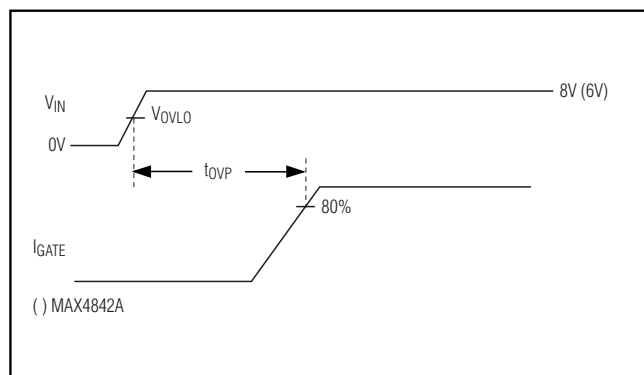 8V (6V)
V_IN
V_OVLO
0V
t_OVP
80%
I_GATE
( ) MAX4842A